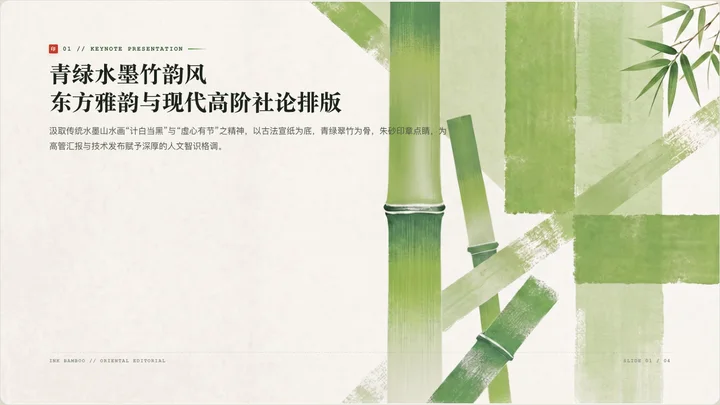 01 // KEYNOTE PRESENTATION
青绿水墨竹韵风
东方雅韵与现代高阶社论排版
汲取传统水墨山水画“计白当黑”与“虚心有节”之精神，以古法宣纸为底，青绿翠竹为骨，朱砂印章点睛，为
高管汇报与技术发布赋予深厚的人文智识格调。
INK BAMBOO // ORIENTAL EDITORIAL
SLIDE 01 / 04